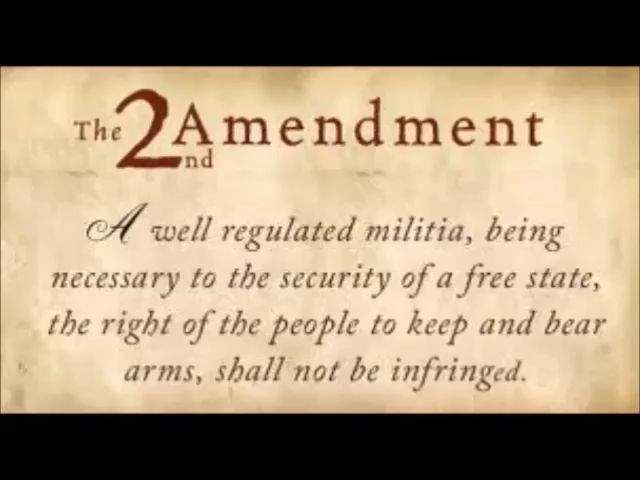 The 2nd Amendment
A well regulated militia, being
necessary to the security of a free state,
the right of the people to keep and bear
arms, shall not be infringed.